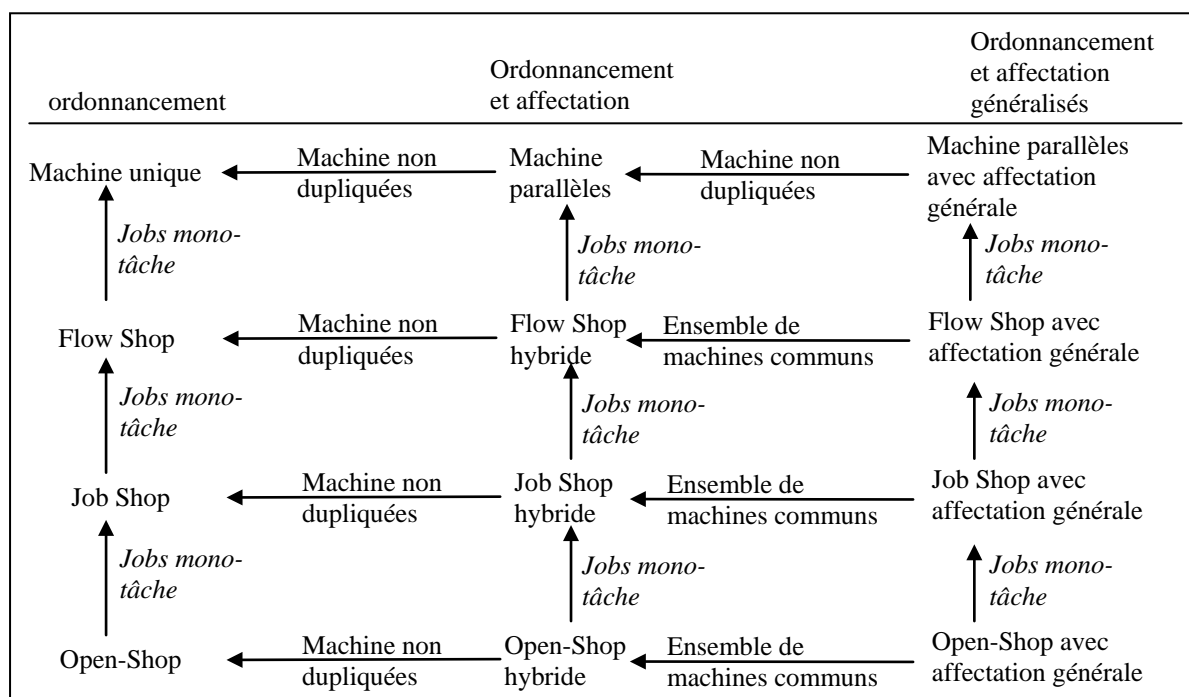 ordonnancement
Ordonnancement
et affectation
Ordonnancement
et affectation
généralisés
Machine unique
Machine non
dupliquées
Machine
parallèles
Machine non
dupliquées
Machine parallèles
avec affectation
générale
Jobs mono-
tâche
Jobs mono-
tâche
Jobs mono-
tâche
Flow Shop
Machine non
dupliquées
Flow Shop
hybride
Ensemble de
machines communs
Flow Shop avec
affectation générale
Jobs mono-
tâche
Jobs mono-
tâche
Jobs mono-
tâche
Job Shop
Machine non
dupliquées
Job Shop
hybride
Ensemble de
machines communs
Job Shop avec
affectation générale
Jobs mono-
tâche
Jobs mono-
tâche
Jobs mono-
tâche
Open-Shop
Machine non
dupliquées
Open-Shop
hybride
Ensemble de
machines communs
Open-Shop avec
affectation générale